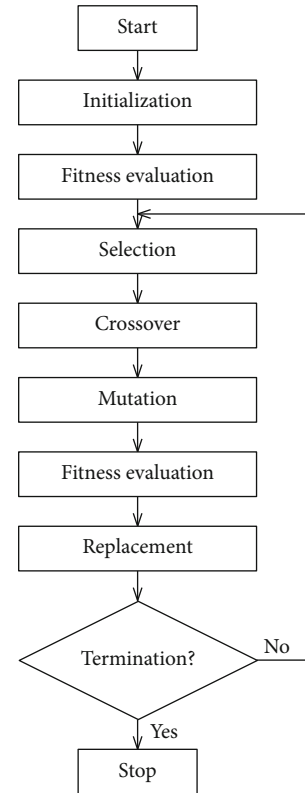 Start
Initialization
Fitness evaluation
Selection
Crossover
Mutation
Fitness evaluation
Replacement
Termination?
No
Yes
Stop